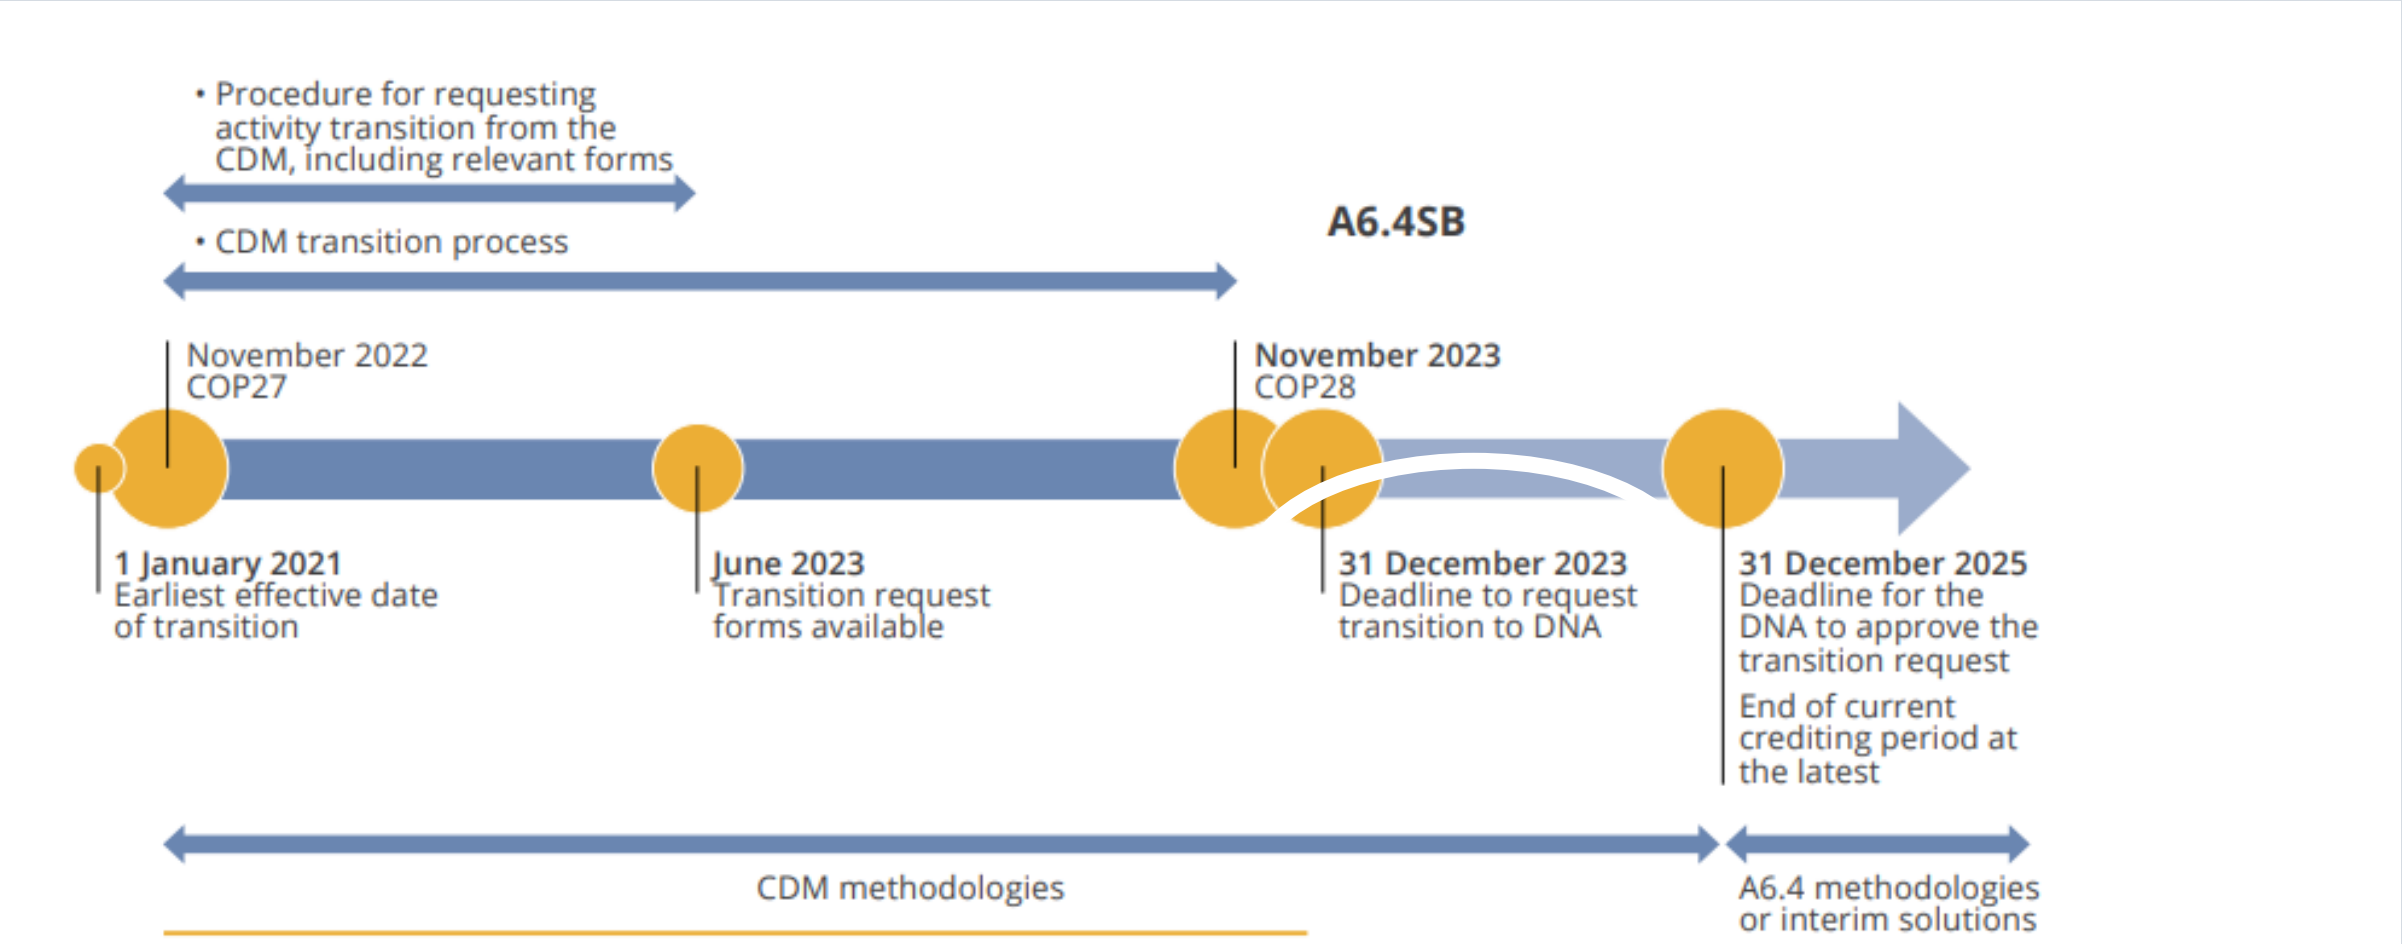 • Procedure for requesting
activity transition from the
CDM, including relevant forms
• CDM transition process
A6.4SB
November 2022
COP27
November 2023
COP28
1 January 2021
Earliest effective date
of transition
June 2023
Transition request
forms available
31 December 2023
Deadline to request
transition to DNA
31 December 2025
Deadline for the
DNA to approve the
transition request
End of current
crediting period at
the latest
CDM methodologies
A6.4 methodologies
or interim solutions